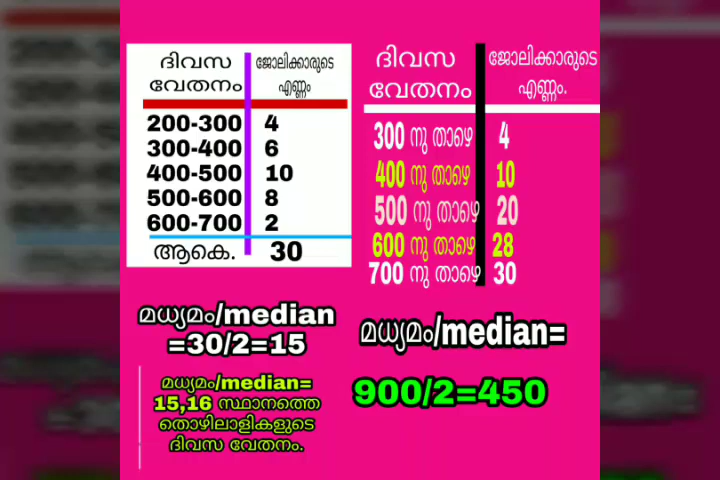 ദിവസ വേതനം ജോലിക്കാരുടെ എണ്ണം
200-300 4
300-400 6
400-500 10
500-600 8
600-700 2
ആകെ. 30
മധ്യമം/median
=30/2=15
മധ്യമം/median=
15,16 സ്ഥാനത്തെ
തൊഴിലാളികളുടെ
ദിവസ വേതനം.
ദിവസ വേതനം ജോലിക്കാരുടെ എണ്ണം.
300 നു താഴെ 4
400 നു താഴെ 10
500 നു താഴെ 20
600 നു താഴെ 28
700 നു താഴെ 30
മധ്യമം/median=
900/2=450